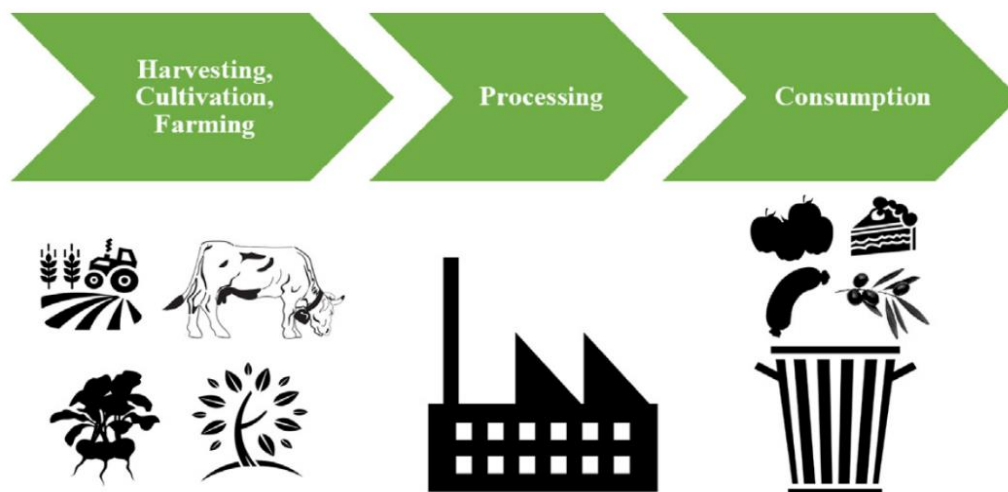 Harvesting,
Cultivation,
Farming
Processing
Consumption